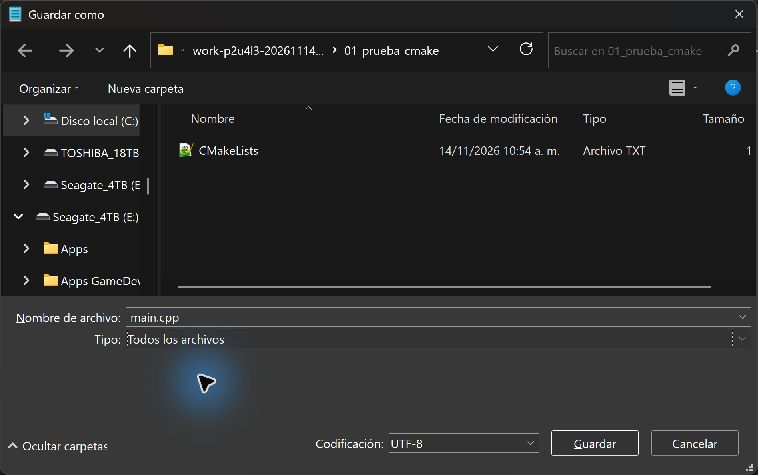 Guardar como
work-p2u4l3-20261114... › 01 prueba cmake
Buscar en 01_prueba_cmake
Organizar
Nueva carpeta
?
Disco local (C:)
TOSHIBA_18TB
Seagate_4TB (E
Seagate_4TB (E:)
Apps
Apps GameDev
Nombre
Fecha de modificación
Tipo
Tamaño
CMakeLists
14/11/2026 10:54 a. m.
Archivo TXT
1
Nombre de archivo: main.cpp
Tipo: Todos los archivos
Ocultar carpetas
Codificación: UTF-8
Guardar
Cancelar